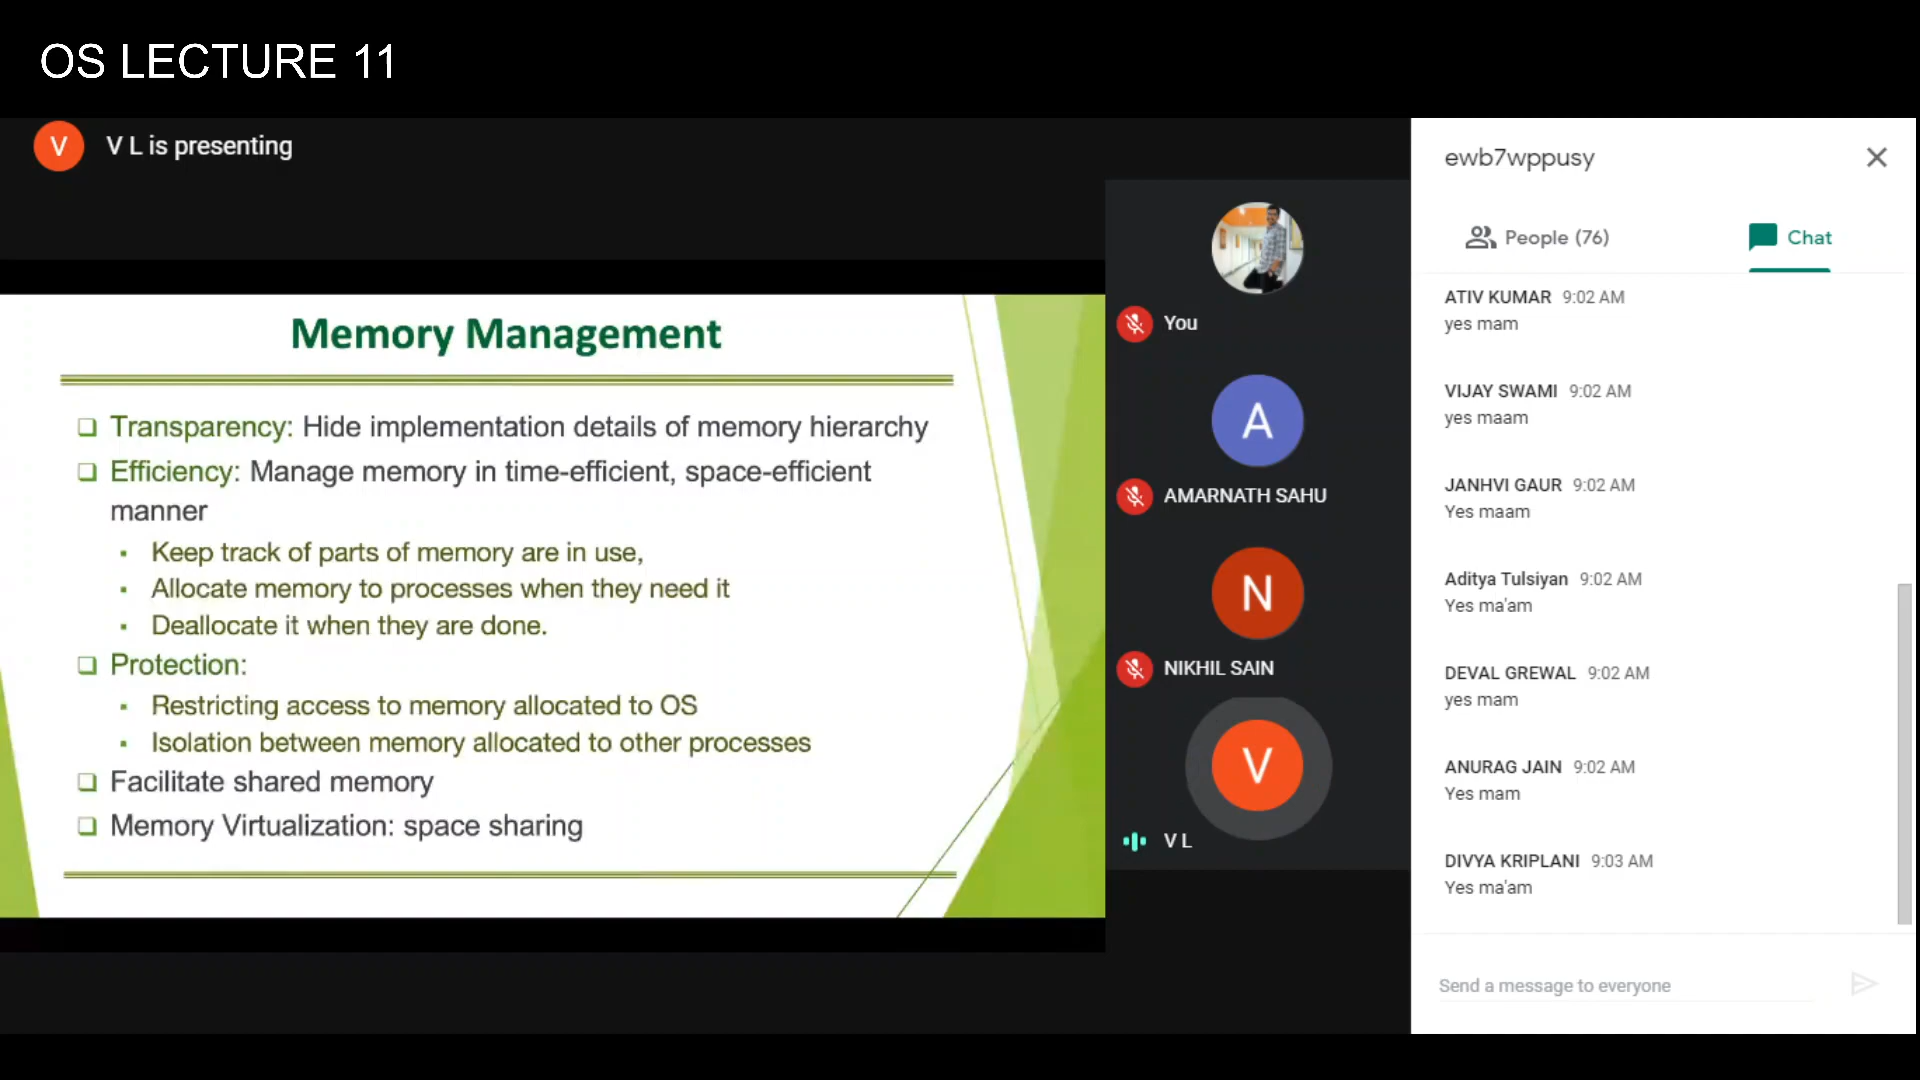 OS LECTURE 11
V
V L is presenting
Memory Management
Transparency: Hide implementation details of memory hierarchy
Efficiency: Manage memory in time-efficient, space-efficient
manner
Keep track of parts of memory are in use,
Allocate memory to processes when they need it
Deallocate it when they are done.
Protection:
Restricting access to memory allocated to OS
Isolation between memory allocated to other processes
Facilitate shared memory
Memory Virtualization: space sharing
You
A
AMARNATH SAHU
N
NIKHIL SAIN
V
V L
ewb7wppusy
People (76)
Chat
ATIV KUMAR 9:02 AM
yes mam
VIJAY SWAMI 9:02 AM
yes maam
JANHVI GAUR 9:02 AM
Yes maam
Aditya Tulsiyan 9:02 AM
Yes ma'am
DEVAL GREWAL 9:02 AM
yes mam
ANURAG JAIN 9:02 AM
Yes mam
DIVYA KRIPLANI 9:03 AM
Yes ma'am
Send a message to everyone